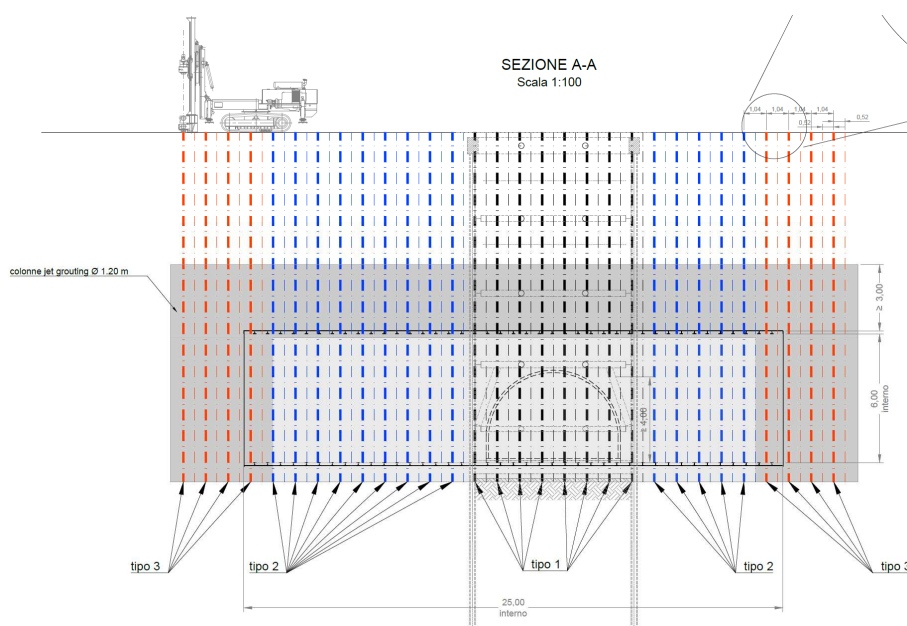 SEZIONE A-A
Scala 1:100
1,04 1,04 1,04 1,04
0,52
0,52
colonne jet grouting Ø 1.20 m
≥ 3,00
6,00
interno
4,00
tipo 3
tipo 2
tipo 1
tipo 2
tipo 3
25,00
interno